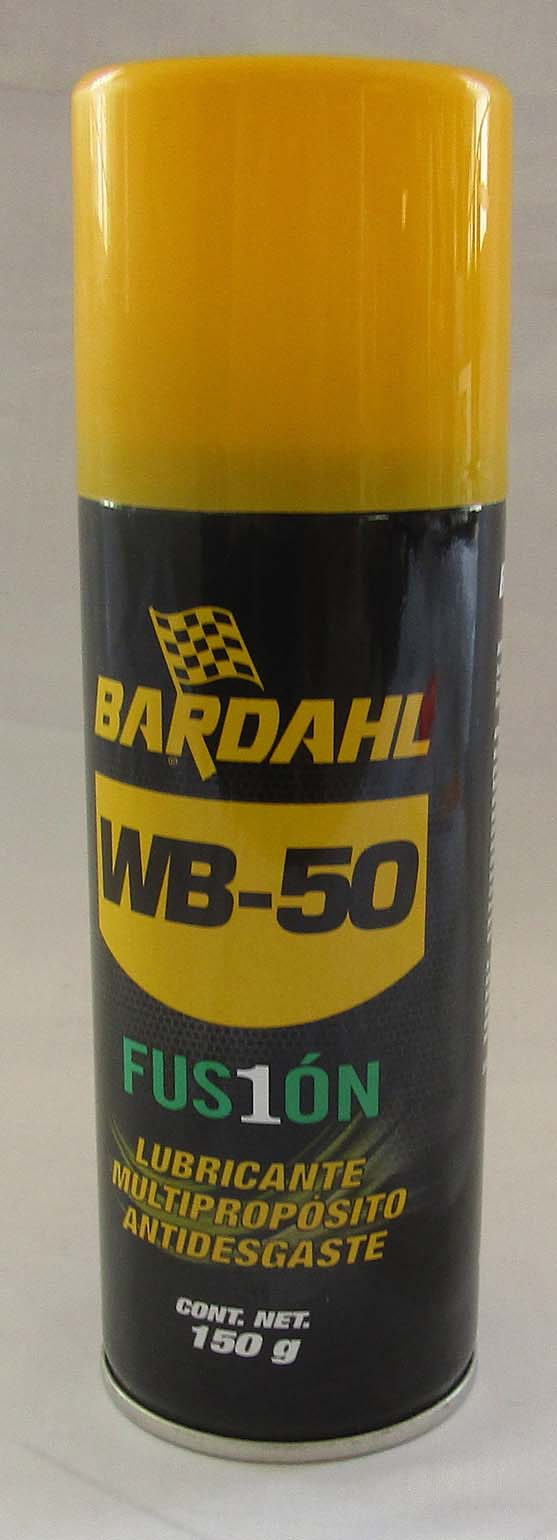 BARDAHL
WB-50
FUS1ÓN
LUBRICANTE
MULTIPROPÓSITO
ANTIDESGASTE
CONT. NET.
150 g